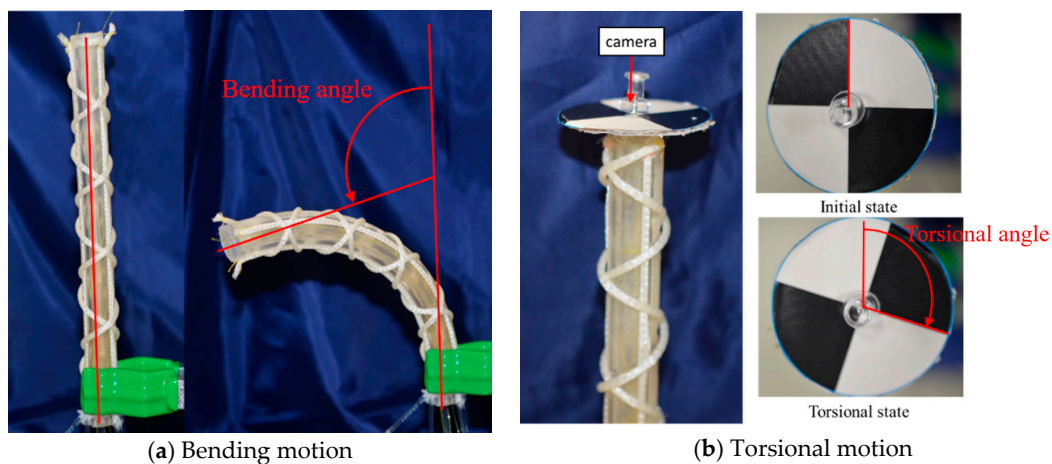 Bending angle
camera
Initial state
Torsional angle
Torsional state
(a) Bending motion
(b) Torsional motion